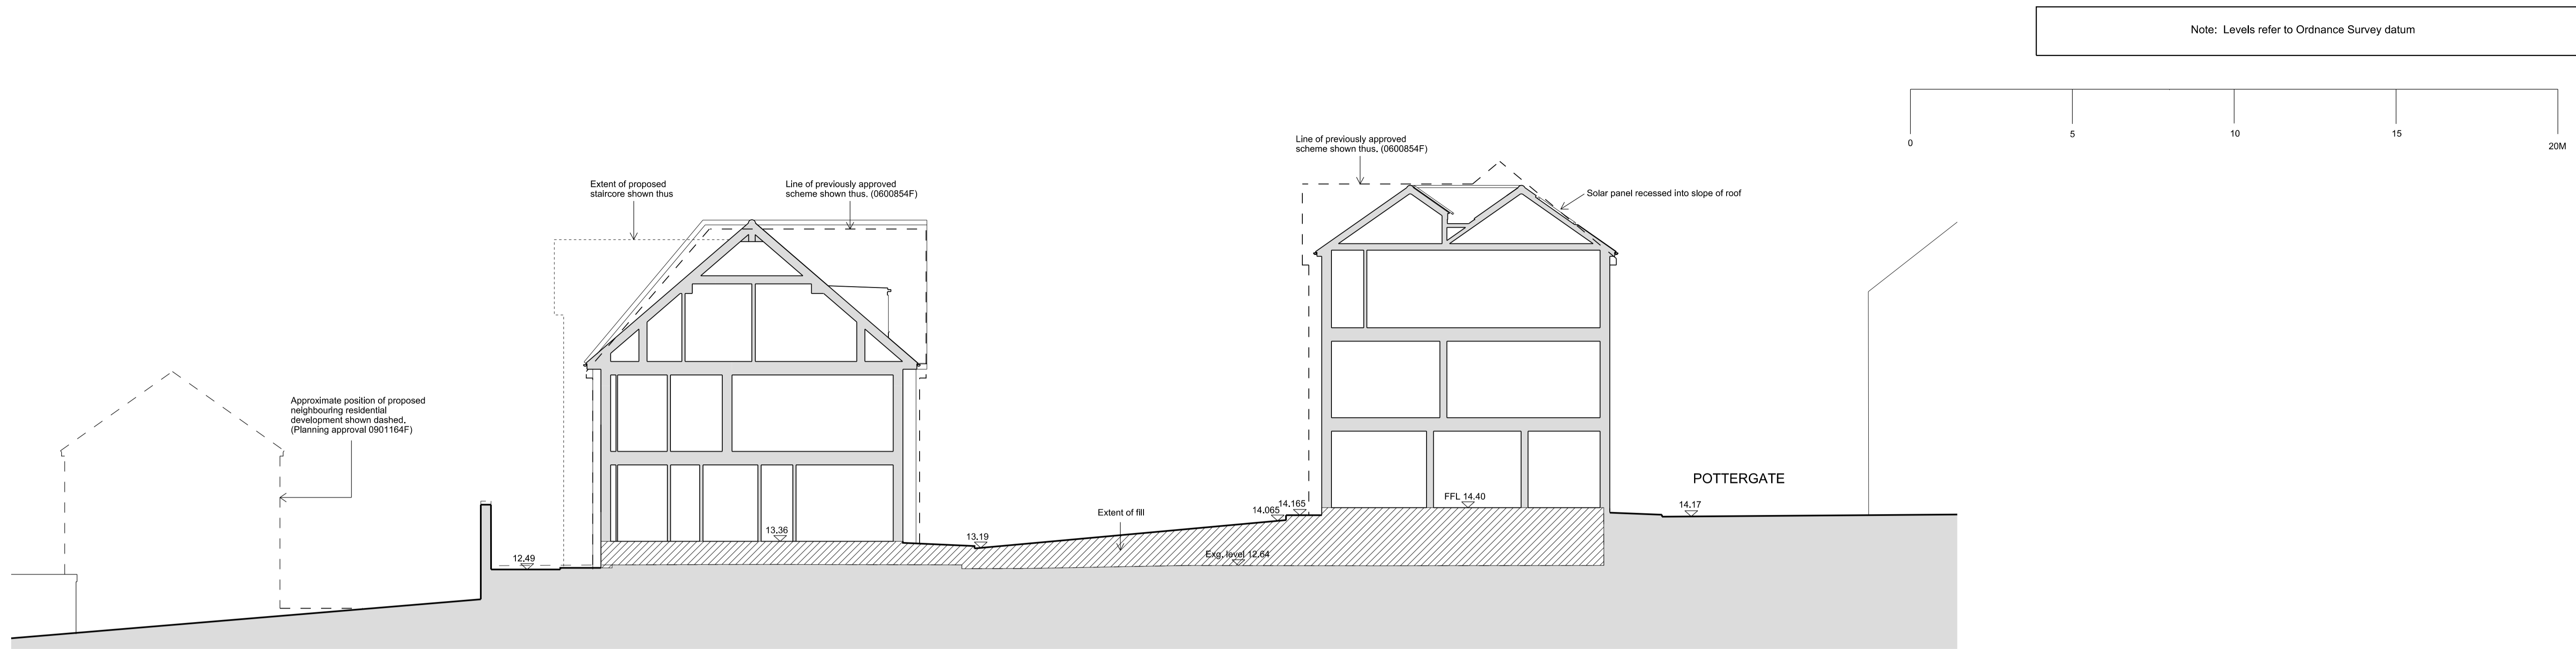 Note: Levels refer to Ordnance Survey datum
0
5
10
15
20M
Line of previously approved
scheme shown thus. (0600854F)
Extent of proposed
staircore shown thus
Line of previously approved
scheme shown thus. (0600854F)
Solar panel recessed into slope of roof
Approximate position of proposed
neighbouring residential
development shown dashed.
(Planning approval 0901164F)
POTTERGATE
FFL 14.40
14.165
14.065
14.17
Extent of fill
13.36
13.19
12.49
Exg. level 12.64